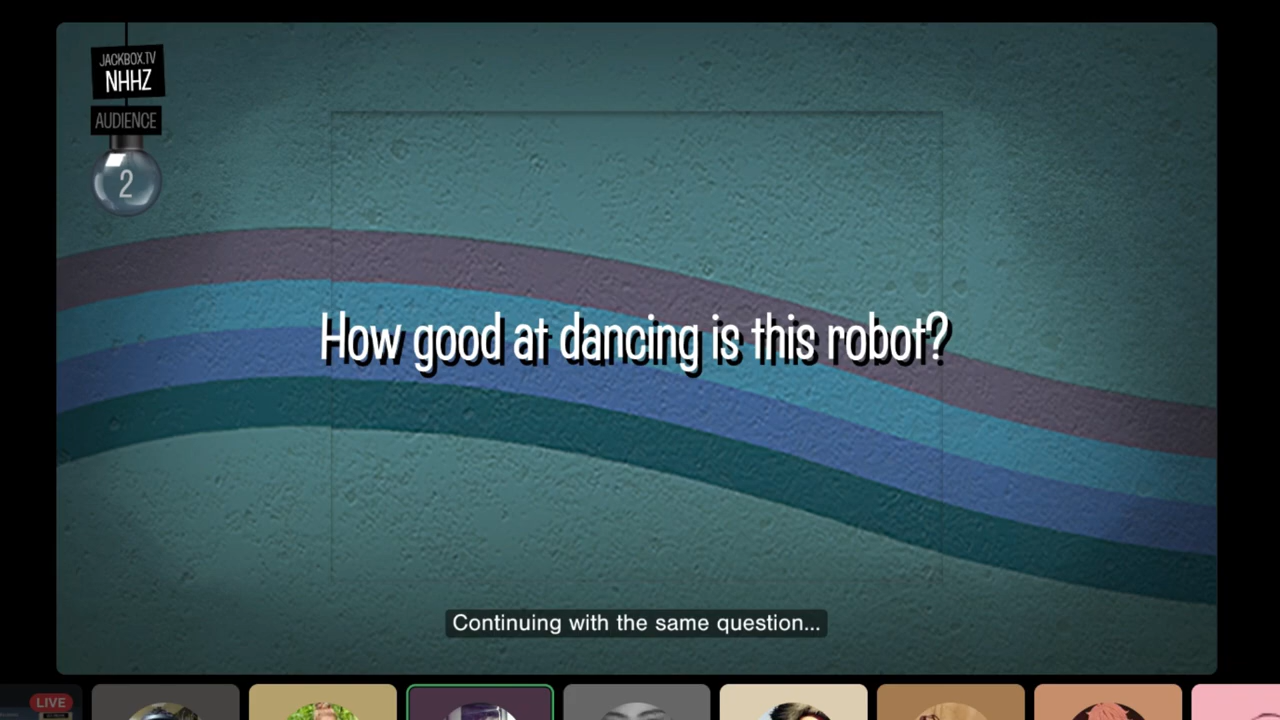 JACKBOX.TV
NHHZ
AUDIENCE
2
How good at dancing is this robot?
Continuing with the same question...
LIVE